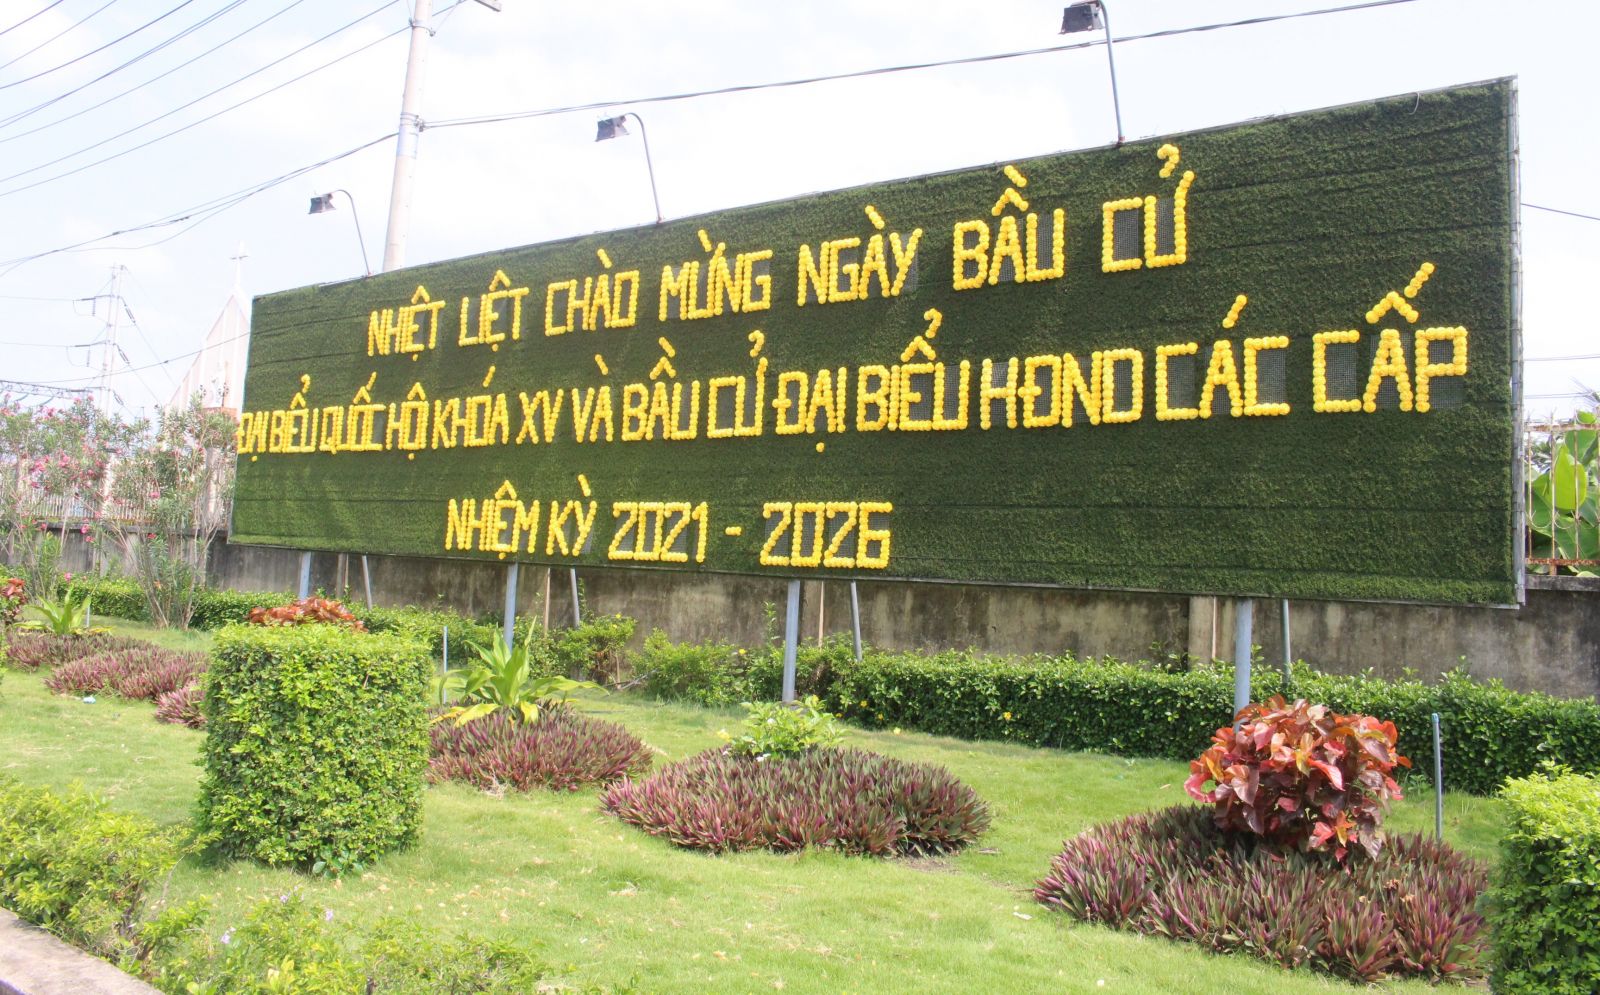 NHIỆT LIỆT CHÀO MỪNG NGÀY BẦU CỬ
ĐẠI BIỂU QUỐC HỘI KHÓA XV VÀ BẦU CỬ ĐẠI BIỂU HĐND CÁC CẤP
NHIỆM KỲ 2021 - 2026